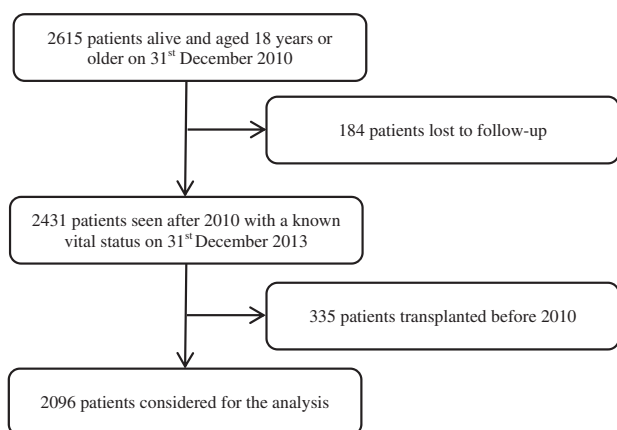 2615 patients alive and aged 18 years or
older on 31st December 2010
184 patients lost to follow-up
2431 patients seen after 2010 with a known
vital status on 31st December 2013
335 patients transplanted before 2010
2096 patients considered for the analysis